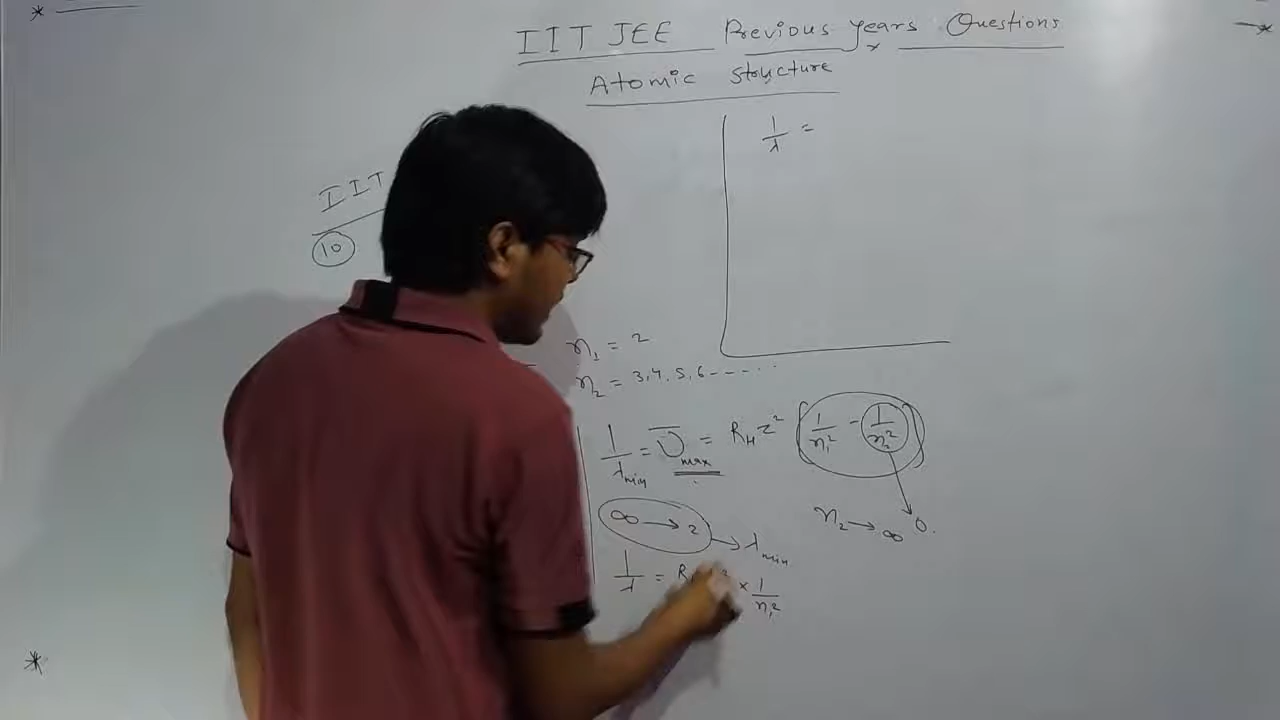 IIT JEE Previous years Questions
Atomic structure
IIT
10
1/λ =
n₁ = 2
n₂ = 3,4,5,6------
1/λmin = ν̅max = R_H z² (1/n₁² - 1/n₂²)
n₂ → ∞ 0.
∞ → 2 → λmin
1/λ = R × 1/n₁²